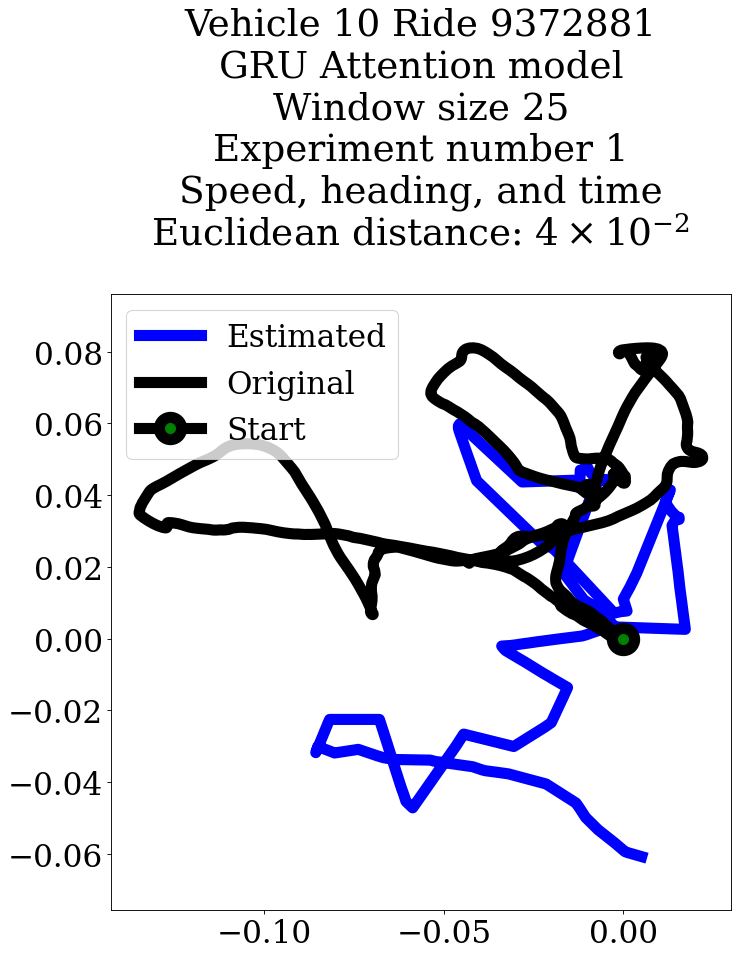 Vehicle 10 Ride 9372881
GRU Attention model
Window size 25
Experiment number 1
Speed, heading, and time
Euclidean distance: 4 × 10⁻²
Estimated
Original
Start
0.08
0.06
0.04
0.02
0.00
−0.02
−0.04
−0.06
−0.10 −0.05 0.00